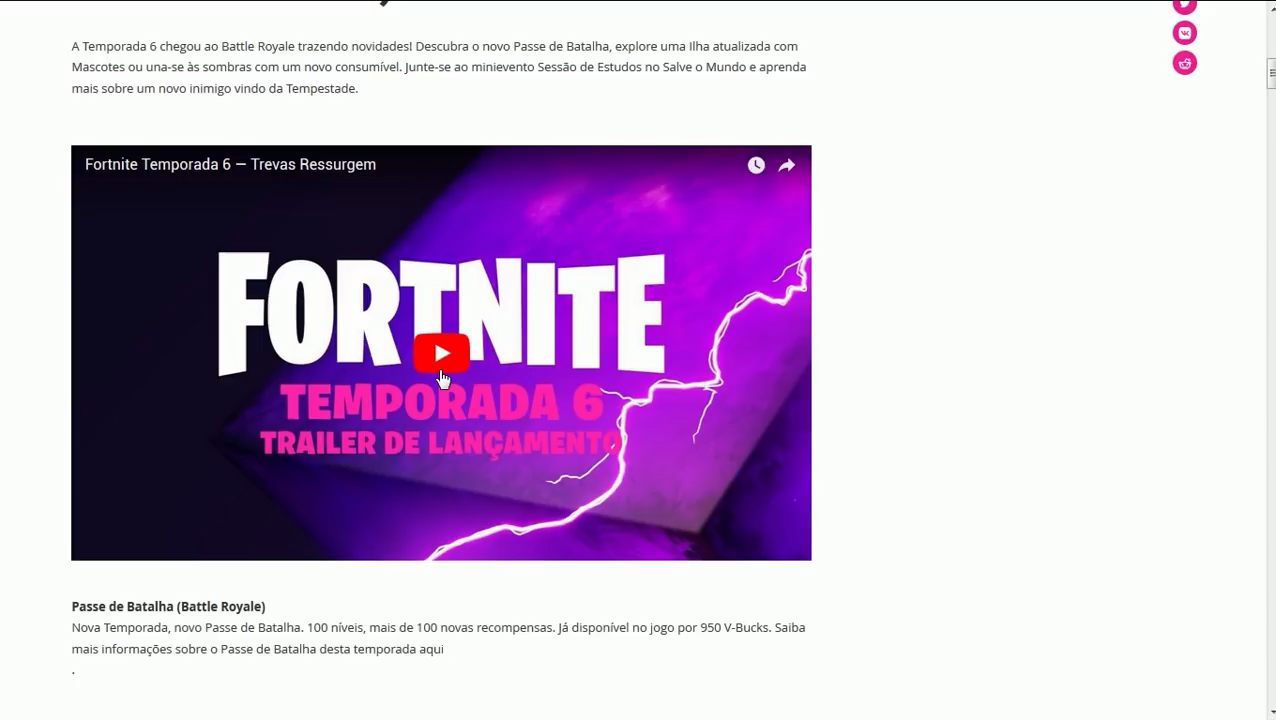 A Temporada 6 chegou ao Battle Royale trazendo novidades! Descubra o novo Passe de Batalha, explore uma Ilha atualizada com
Mascotes ou una-se às sombras com um novo consumível. Junte-se ao minievento Sessão de Estudos no Salve o Mundo e aprenda
mais sobre um novo inimigo vindo da Tempestade.
Fortnite Temporada 6 — Trevas Ressurgem
FORTNITE
TEMPORADA 6
TRAILER DE LANÇAMENTO
Passe de Batalha (Battle Royale)
Nova Temporada, novo Passe de Batalha. 100 níveis, mais de 100 novas recompensas. Já disponível no jogo por 950 V-Bucks. Saiba
mais informações sobre o Passe de Batalha desta temporada aqui
.